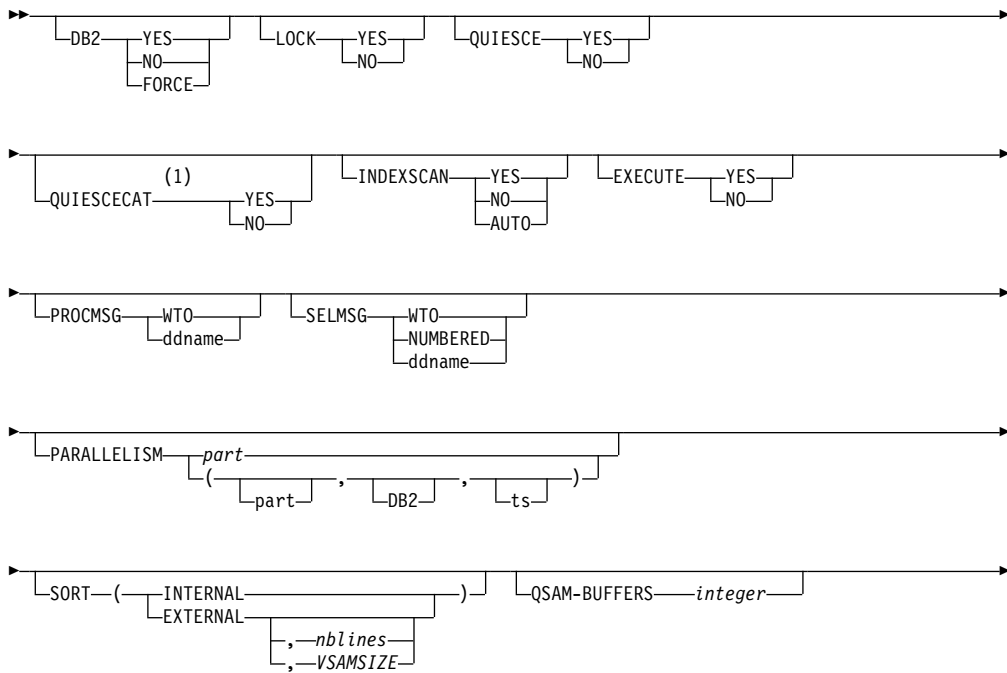 DB2 YES LOCK YES QUIESCE YES
NO NO NO
FORCE
(1)
QUIESCECAT YES INDEXSCAN YES EXECUTE YES
NO NO NO
AUTO
PROCMSG WTO SELMSG WTO
ddname NUMBERED
ddname
PARALLELISM part
( part , DB2 , ts )
SORT ( INTERNAL ) QSAM-BUFFERS integer
EXTERNAL
, nblines
, VSAMSIZE